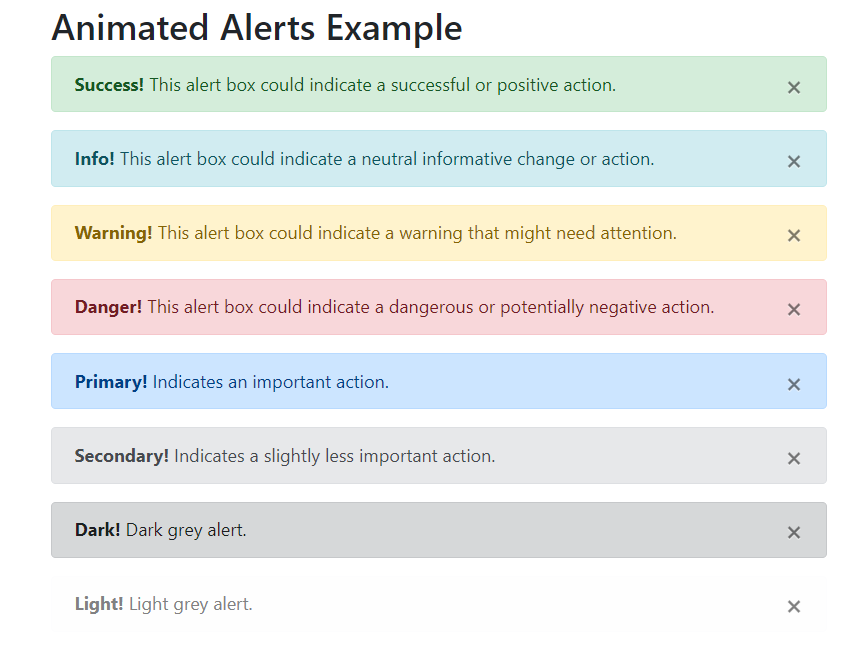 Animated Alerts Example
Success! This alert box could indicate a successful or positive action. ×
Info! This alert box could indicate a neutral informative change or action. ×
Warning! This alert box could indicate a warning that might need attention. ×
Danger! This alert box could indicate a dangerous or potentially negative action. ×
Primary! Indicates an important action. ×
Secondary! Indicates a slightly less important action. ×
Dark! Dark grey alert. ×
Light! Light grey alert. ×